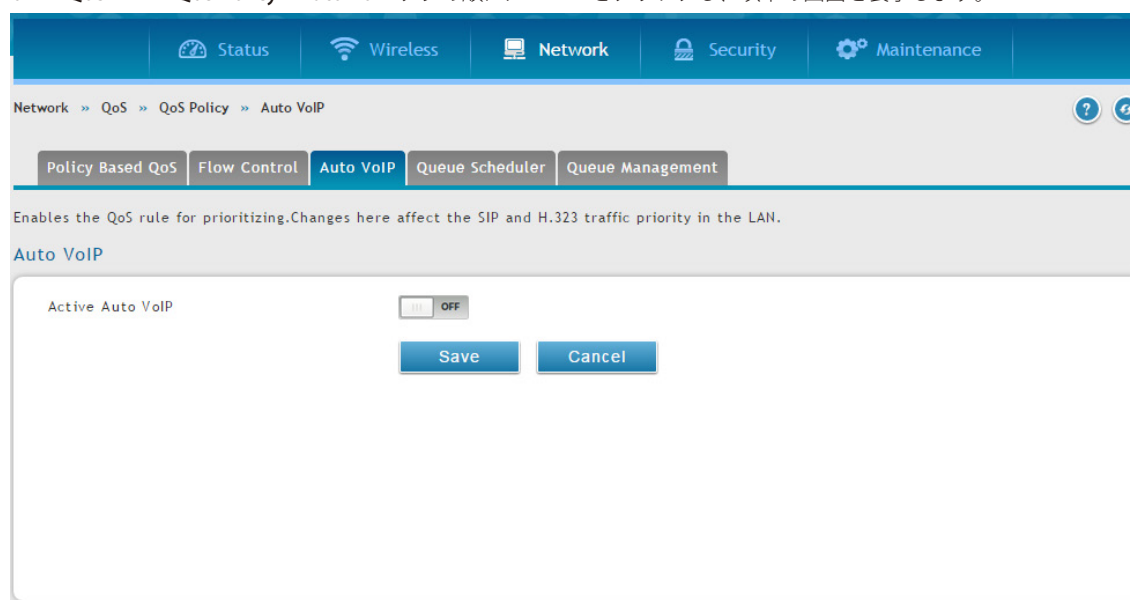 Status Wireless Network Security Maintenance
Network » QoS » QoS Policy » Auto VoIP
Policy Based QoS Flow Control Auto VoIP Queue Scheduler Queue Management
Enables the QoS rule for prioritizing.Changes here affect the SIP and H.323 traffic priority in the LAN.
Auto VoIP
Active Auto VoIP OFF
Save Cancel